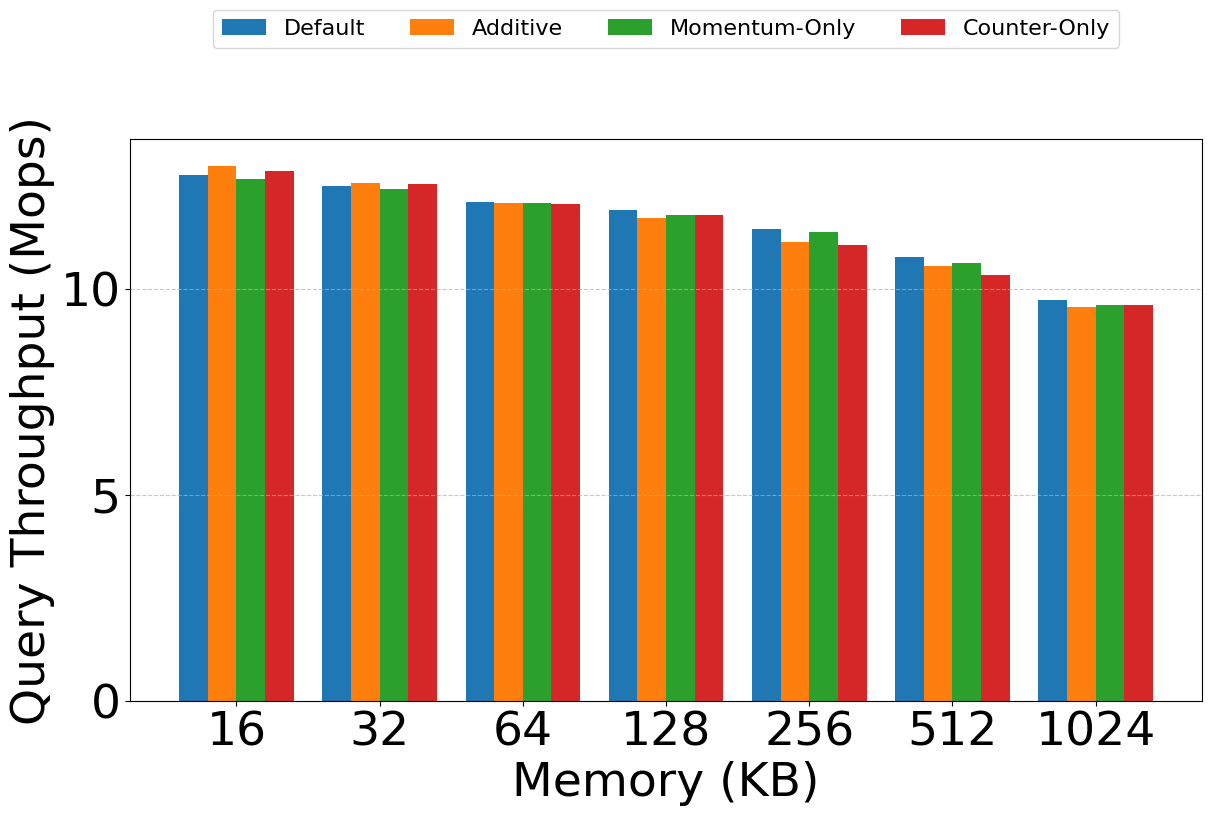 Default Additive Momentum-Only Counter-Only
Query Throughput (Mops)
10
5
0
16 32 64 128 256 512 1024
Memory (KB)